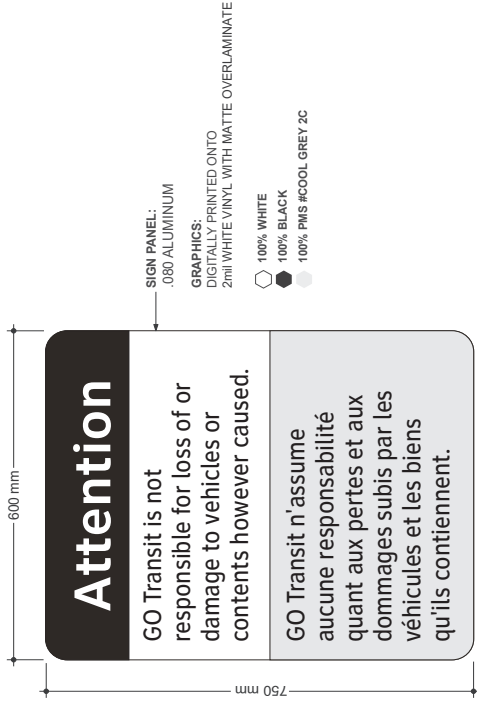 600 mm
750 mm
Attention
GO Transit is not
responsible for loss of or
damage to vehicles or
contents however caused.
GO Transit n'assume
aucune responsabilité
quant aux pertes et aux
dommages subis par les
véhicules et les biens
qu'ils contiennent.
SIGN PANEL:
.080 ALUMINUM
GRAPHICS:
DIGITALLY PRINTED ONTO
2mil WHITE VINYL WITH MATTE OVERLAMINATE
100% WHITE
100% BLACK
100% PMS #COOL GREY 2C